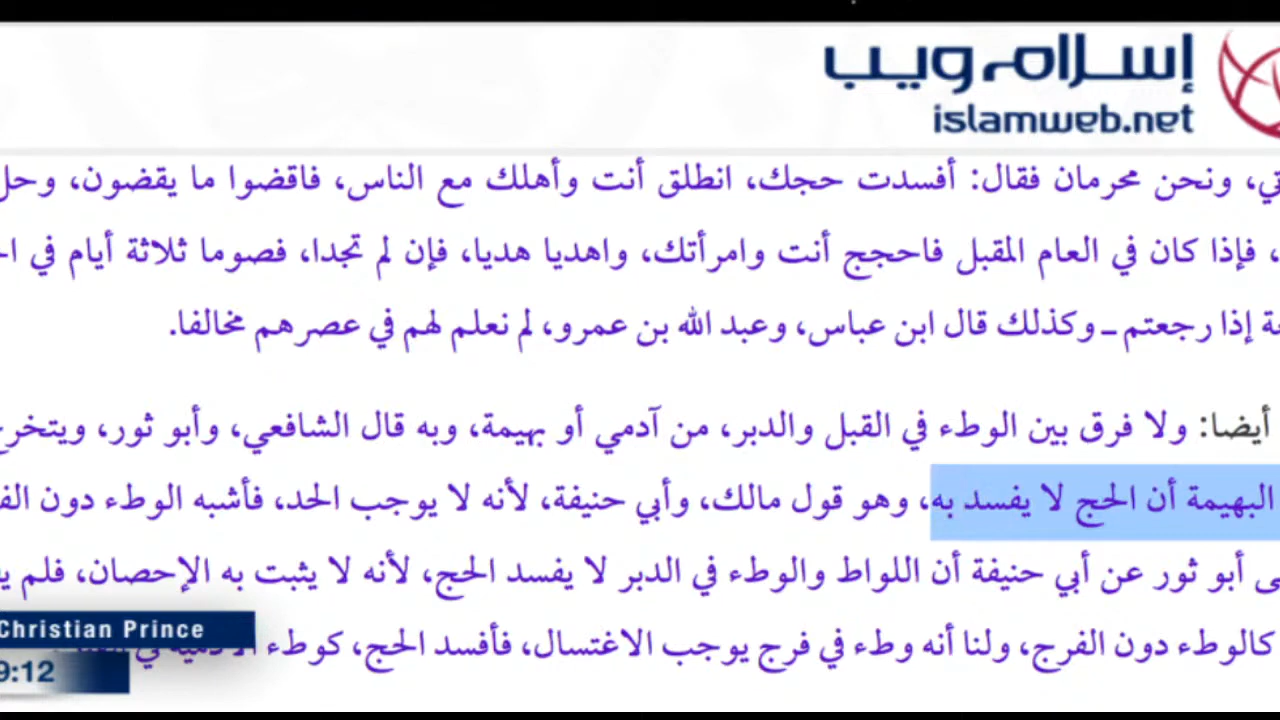 إسلام ويب
islamweb.net
ونحن محرمان فقال: أفسدت حجك، انطلق أنت وأهلك مع الناس، فاقضوا ما يقضون، وحل
، فإذا كان في العام المقبل فاحجج أنت وامرأتك، واهديا هديا، فإن لم تجدا، فصوما ثلاثة أيام في
إذا رجعتم ـ وكذلك قال ابن عباس، وعبد الله بن عمرو، لم نعلم لهم في عصرهم مخالفا.
أيضا: ولا فرق بين الوطء في القبل والدبر، من آدمي أو بهيمة، وبه قال الشافعي، وأبو ثور، ويتخرج
البهيمة أن الحج لا يفسد به، وهو قول مالك، وأبي حنيفة، لأنه لا يوجب الحد، فأشبه الوطء دون
أبو ثور عن أبي حنيفة أن اللواط والوطء في الدبر لا يفسد الحج، لأنه لا يثبت به الإحصان، فلم
كالوطء دون الفرج، ولنا أنه وطء في فرج يوجب الاغتسال، فأفسد الحج، كوطء
Christian Prince
9:12